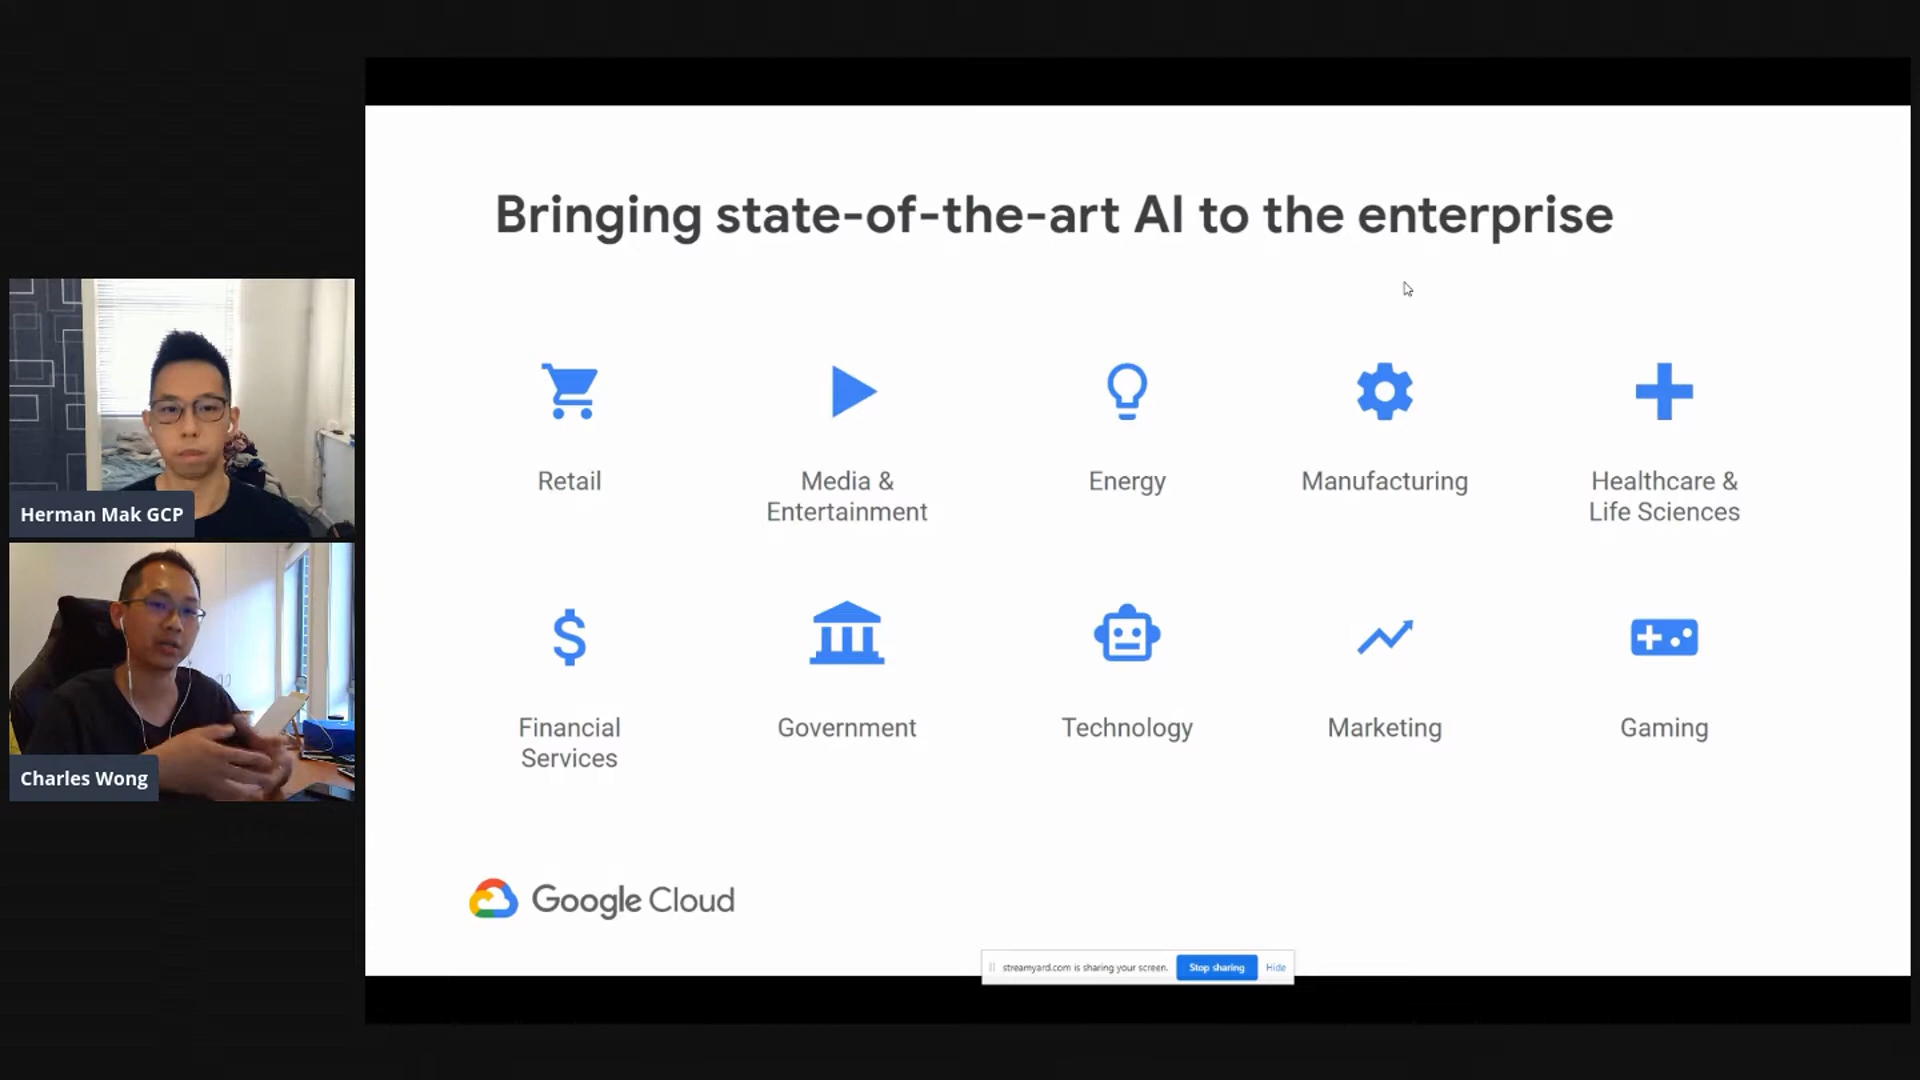 Bringing state-of-the-art AI to the enterprise
Retail
Media &
Entertainment
Energy
Manufacturing
Healthcare &
Life Sciences
Financial
Services
Government
Technology
Marketing
Gaming
Google Cloud
streamyard.com is sharing your screen.
Stop sharing
Hide
Herman Mak GCP
Charles Wong